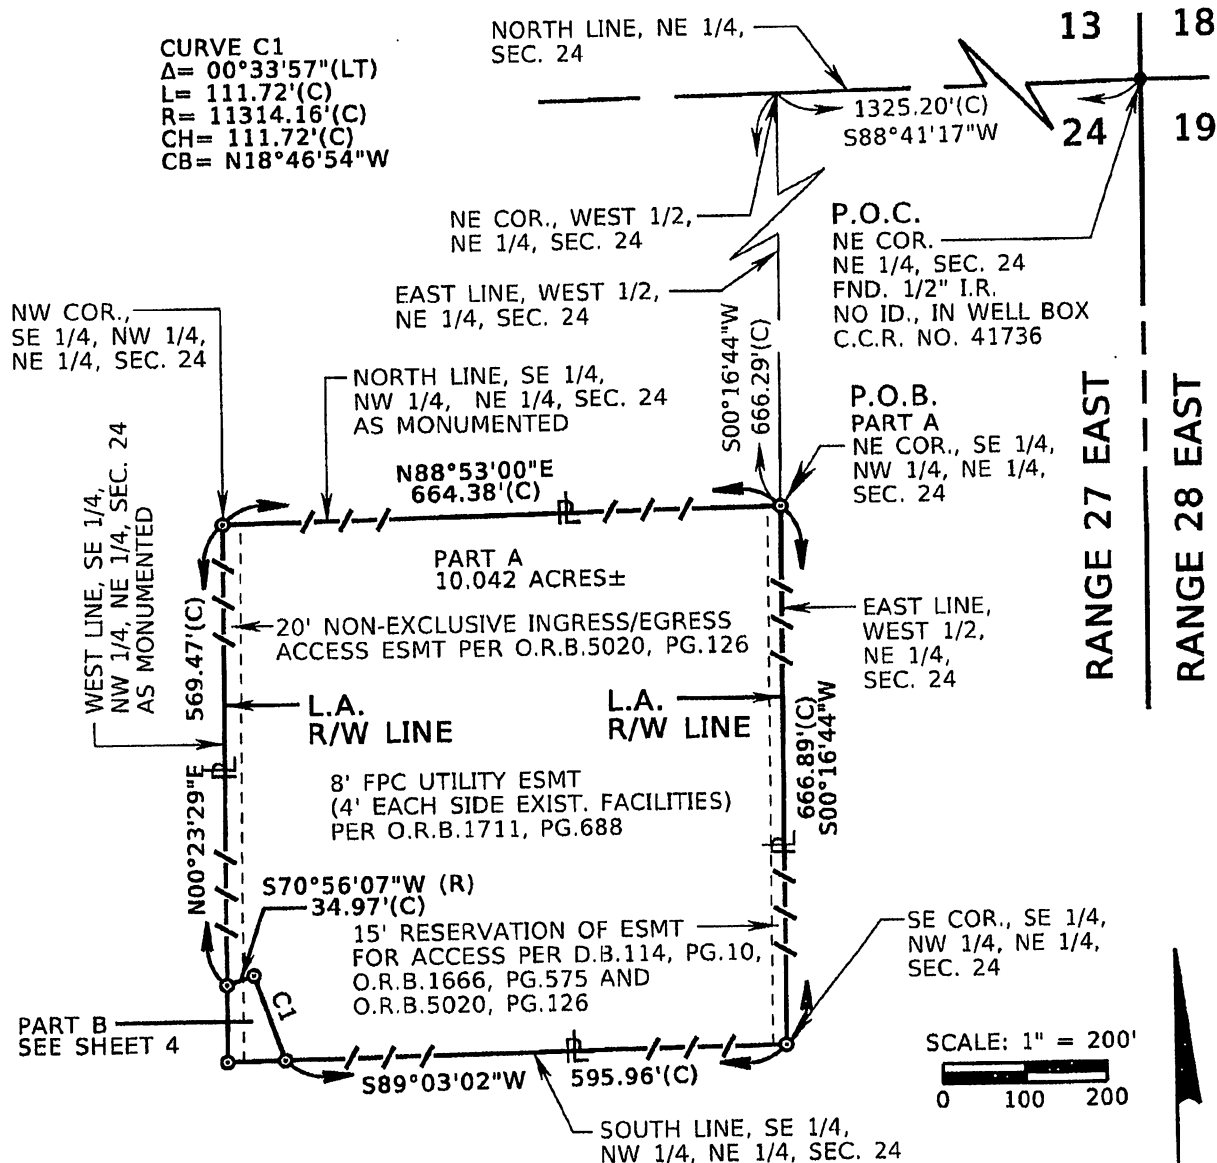 CURVE C1
Δ= 00°33'57"(LT)
L= 111.72'(C)
R= 11314.16'(C)
CH= 111.72'(C)
CB= N18°46'54"W
NORTH LINE, NE 1/4,
SEC. 24
13
18
24
19
1325.20'(C)
S88°41'17"W
NE COR., WEST 1/2,
NE 1/4, SEC. 24
P.O.C.
NE COR.
NE 1/4, SEC. 24
FND. 1/2" I.R.
NO ID., IN WELL BOX
C.C.R. NO. 41736
EAST LINE, WEST 1/2,
NE 1/4, SEC. 24
S00°16'44"W
666.29'(C)
NW COR.,
SE 1/4, NW 1/4,
NE 1/4, SEC. 24
NORTH LINE, SE 1/4,
NW 1/4, NE 1/4, SEC. 24
AS MONUMENTED
P.O.B.
PART A
NE COR., SE 1/4,
NW 1/4, NE 1/4,
SEC. 24
RANGE 27 EAST
RANGE 28 EAST
WEST LINE, SE 1/4,
NW 1/4, NE 1/4, SEC. 24
AS MONUMENTED
N88°53'00"E
664.38'(C)
PL
PART A
10.042 ACRES±
20' NON-EXCLUSIVE INGRESS/EGRESS
ACCESS ESMT PER O.R.B.5020, PG.126
EAST LINE,
WEST 1/2,
NE 1/4,
SEC. 24
569.47'(C)
N00°23'29"E
L.A.
R/W LINE
L.A.
R/W LINE
666.89'(C)
S00°16'44"W
PL
8' FPC UTILITY ESMT
(4' EACH SIDE EXIST. FACILITIES)
PER O.R.B.1711, PG.688
PL
S70°56'07"W (R)
34.97'(C)
15' RESERVATION OF ESMT
FOR ACCESS PER D.B.114, PG.10,
O.R.B.1666, PG.575 AND
O.R.B.5020, PG.126
SE COR., SE 1/4,
NW 1/4, NE 1/4,
SEC. 24
C1
PART B
SEE SHEET 4
PL
S89°03'02"W
595.96'(C)
SCALE: 1" = 200'
0
100
200
SOUTH LINE, SE 1/4,
NW 1/4, NE 1/4, SEC. 24